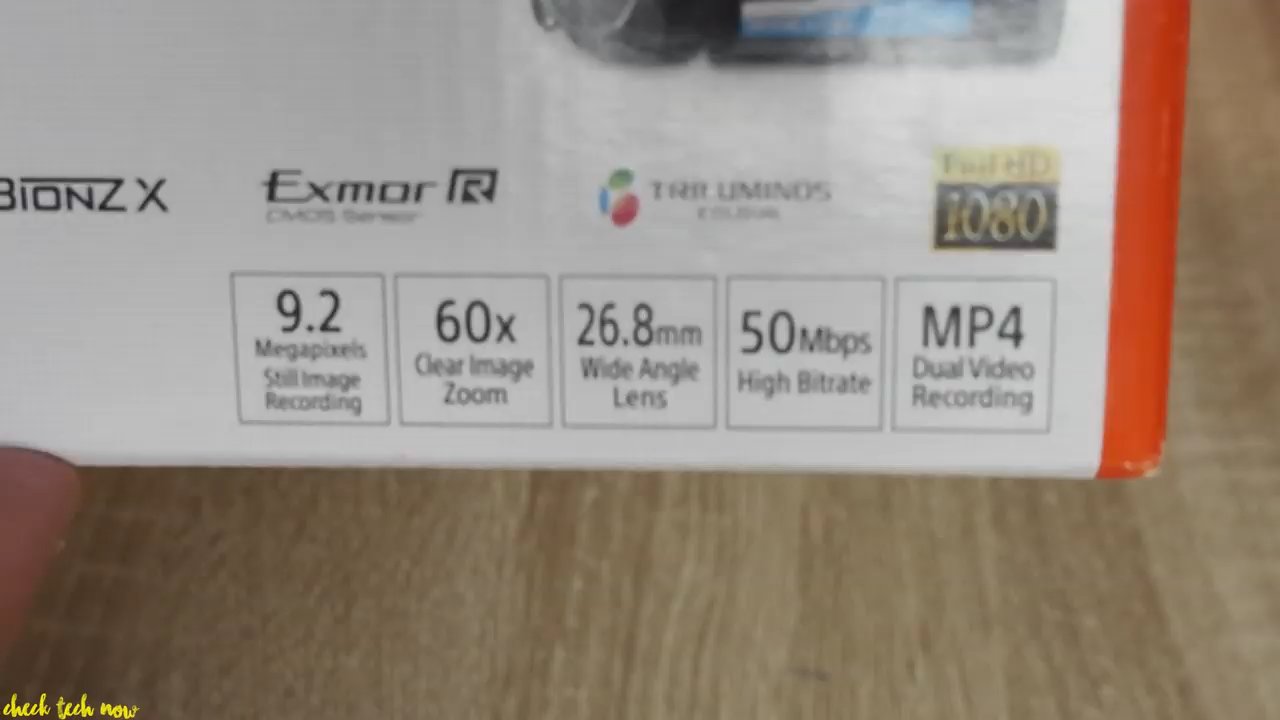 BIONZ X
Exmor R
CMOS Sensor
TRILUMINOS
COLOUR
Full HD
1080
9.2
Megapixels
Still Image
Recording
60x
Clear Image
Zoom
26.8mm
Wide Angle
Lens
50Mbps
High Bitrate
MP4
Dual Video
Recording
check tech now